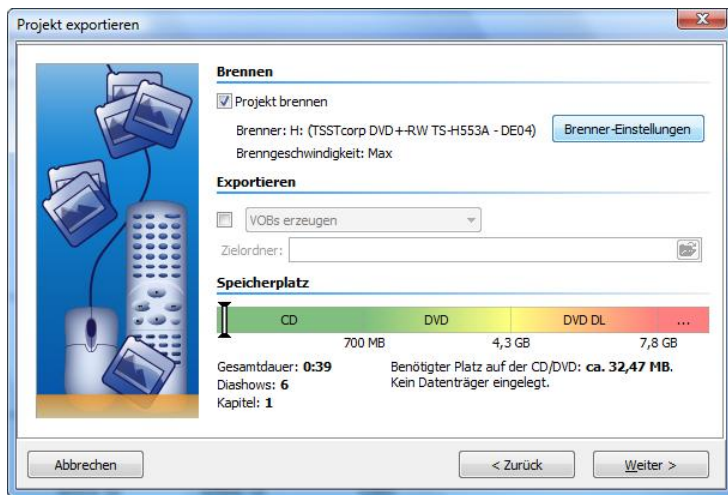 Projekt exportieren
Brennen
Projekt brennen
Brenner: H: (TSSTcorp DVD+-RW TS-H553A - DE04)
Brenner-Einstellungen
Brenngeschwindigkeit: Max
Exportieren
VOBs erzeugen
Zielordner:
Speicherplatz
CD DVD DVD DL ...
700 MB 4,3 GB 7,8 GB
Gesamtdauer: 0:39 Benötigter Platz auf der CD/DVD: ca. 32,47 MB.
Diashows: 6 Kein Datenträger eingelegt.
Kapitel: 1
Abbrechen < Zurück Weiter >